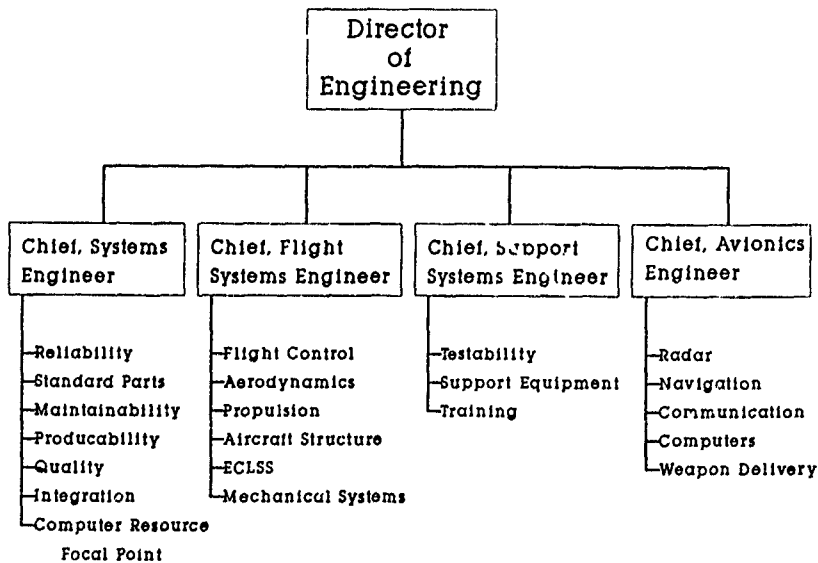 Director
of
Engineering
Chief, Systems
Engineer
Chief, Flight
Systems Engineer
Chief, Support
Systems Engineer
Chief, Avionics
Engineer
Reliability
Standard Parts
Maintainability
Producability
Quality
Integration
Computer Resource
Focal Point
Flight Control
Aerodynamics
Propulsion
Aircraft Structure
ECLSS
Mechanical Systems
Testability
Support Equipment
Training
Radar
Navigation
Communication
Computers
Weapon Delivery